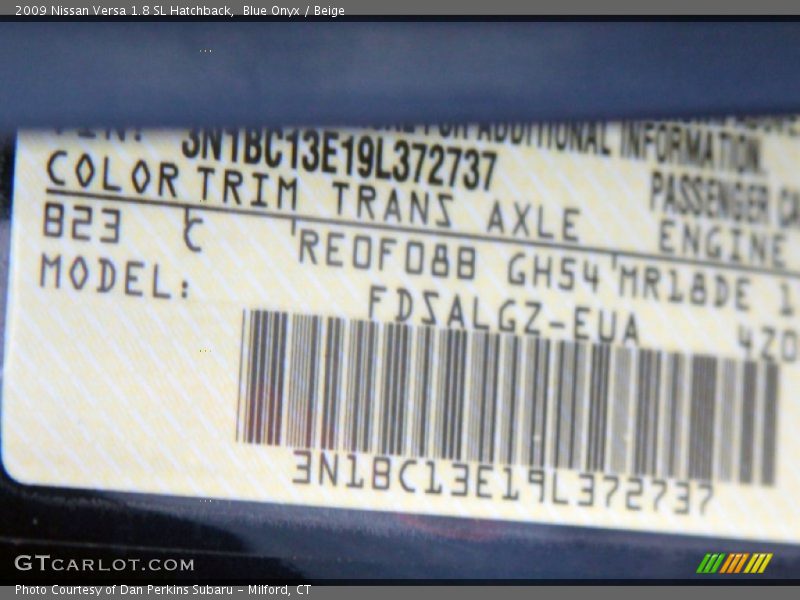 2009 Nissan Versa 1.8 SL Hatchback,  Blue Onyx / Beige
FOR ADDITIONAL INFORMATION
3N1BC13E19L372737
PASSENGER
COLOR TRIM TRANS AXLE ENGINE
B23 C RE0F08B GH54 MR18DE 1
MODEL: FDSALGZ-EUA
3N1BC13E19L372737
GTCARLOT.COM
Photo Courtesy of Dan Perkins Subaru - Milford, CT